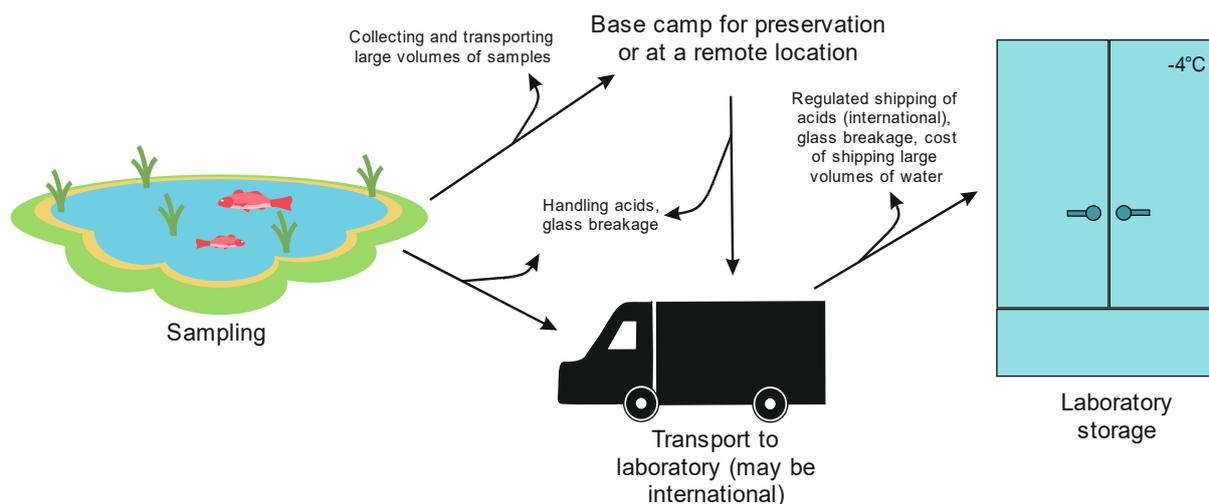 Collecting and transporting
large volumes of samples
Base camp for preservation
or at a remote location
Regulated shipping of
acids (international),
glass breakage, cost
of shipping large
volumes of water
-4°C
Handling acids,
glass breakage
Sampling
Transport to
laboratory (may be
international)
Laboratory
storage